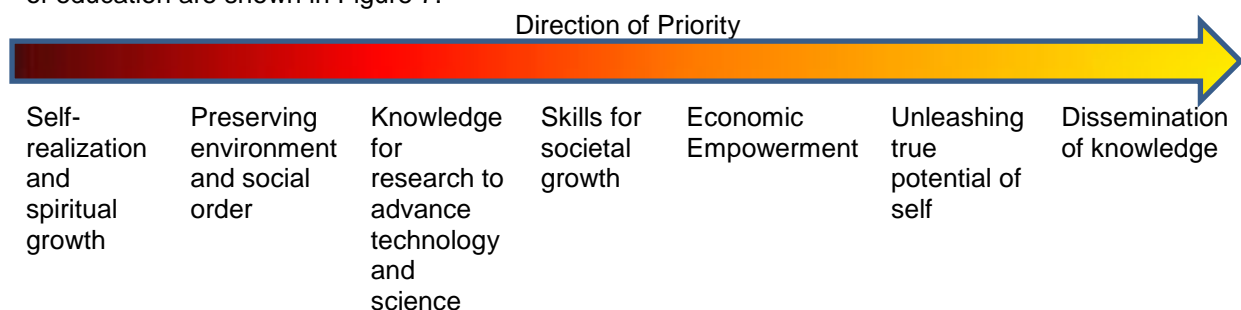 of education are shown in Figure 7.
Direction of Priority
Self-
realization
and
spiritual
growth
Preserving
environment
and social
order
Knowledge
for
research to
advance
technology
and
science
Skills for
societal
growth
Economic
Empowerment
Unleashing
true
potential of
self
Dissemination
of knowledge